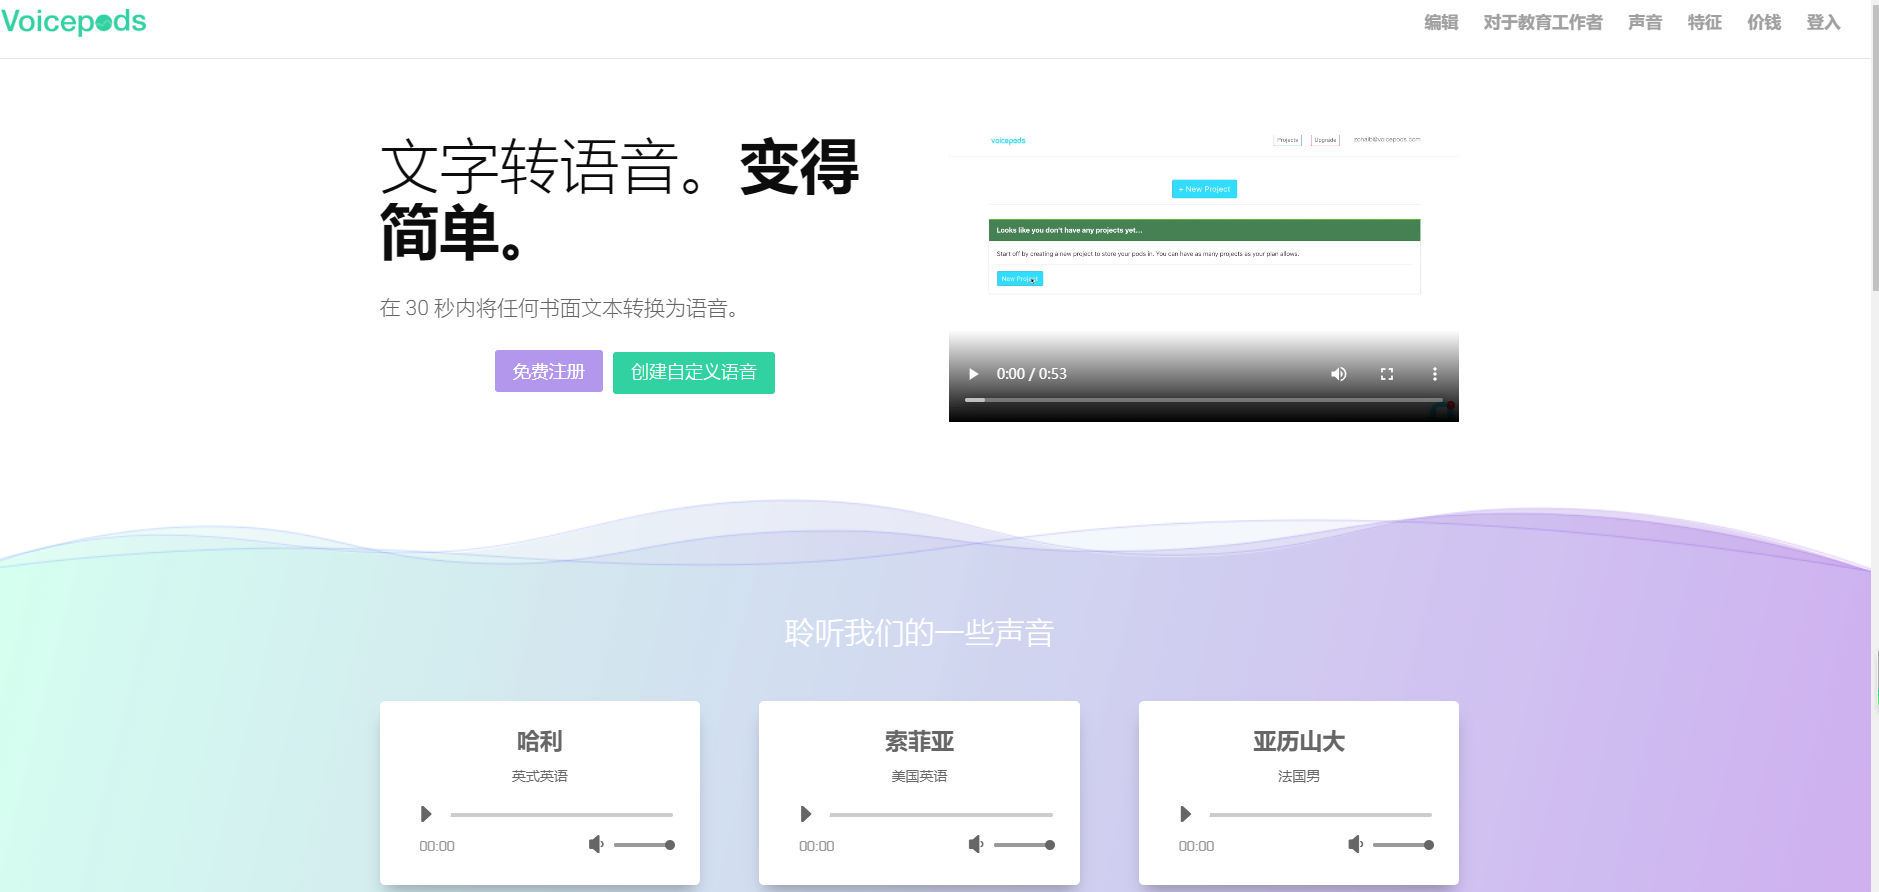 Voicepods
编辑 对于教育工作者 声音 特征 价钱 登入
文字转语音。变得
简单。
在 30 秒内将任何书面文本转换为语音。
免费注册 创建自定义语音
voicepods Projects Upgrade zohaib@voicepods.com
+ New Project
Looks like you don't have any projects yet...
Start off by creating a new project to store your pods in. You can have as many projects as your plan allows.
New Project
0:00 / 0:53
聆听我们的一些声音
哈利
英式英语
00:00
索菲亚
美国英语
00:00
亚历山大
法国男
00:00